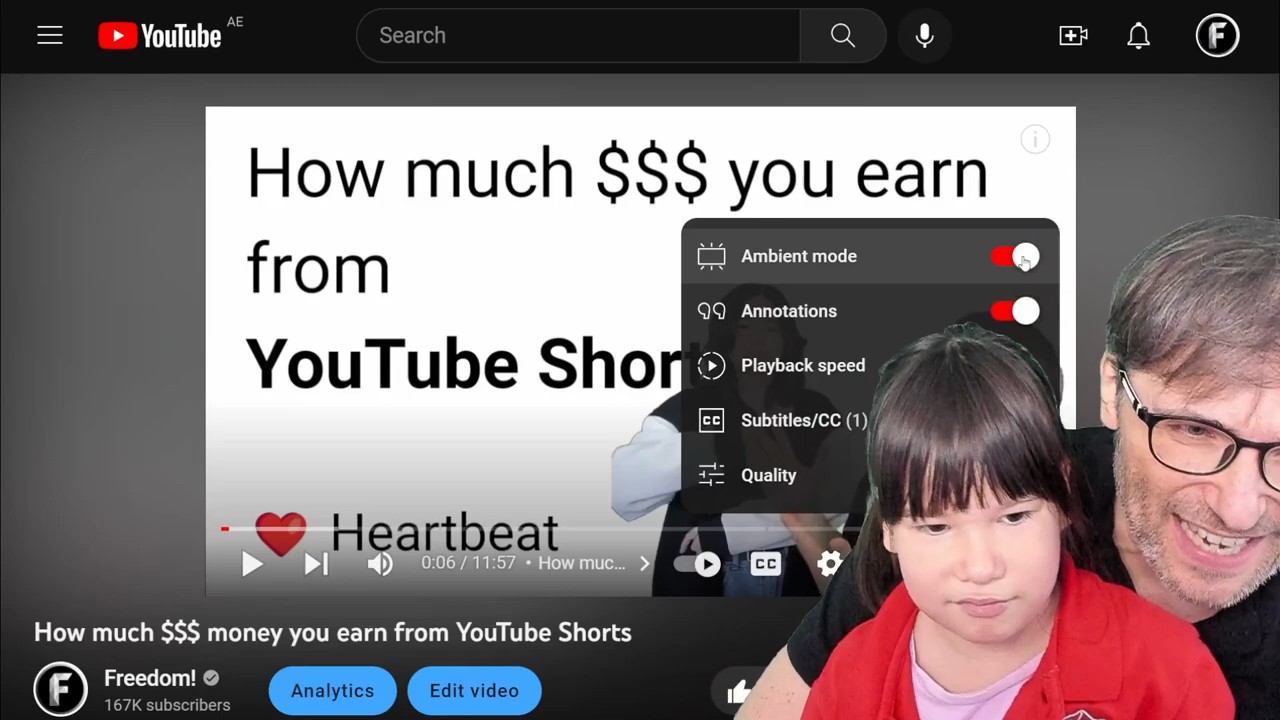 YouTube AE
Search
How much $$$ you earn
from
YouTube Shor
Ambient mode
Annotations
Playback speed
CC Subtitles/CC (1)
Quality
❤️ Heartbeat
0:06 / 11:57 • How muc...
CC
How much $$$ money you earn from YouTube Shorts
F
Freedom!
167K subscribers
Analytics
Edit video
F